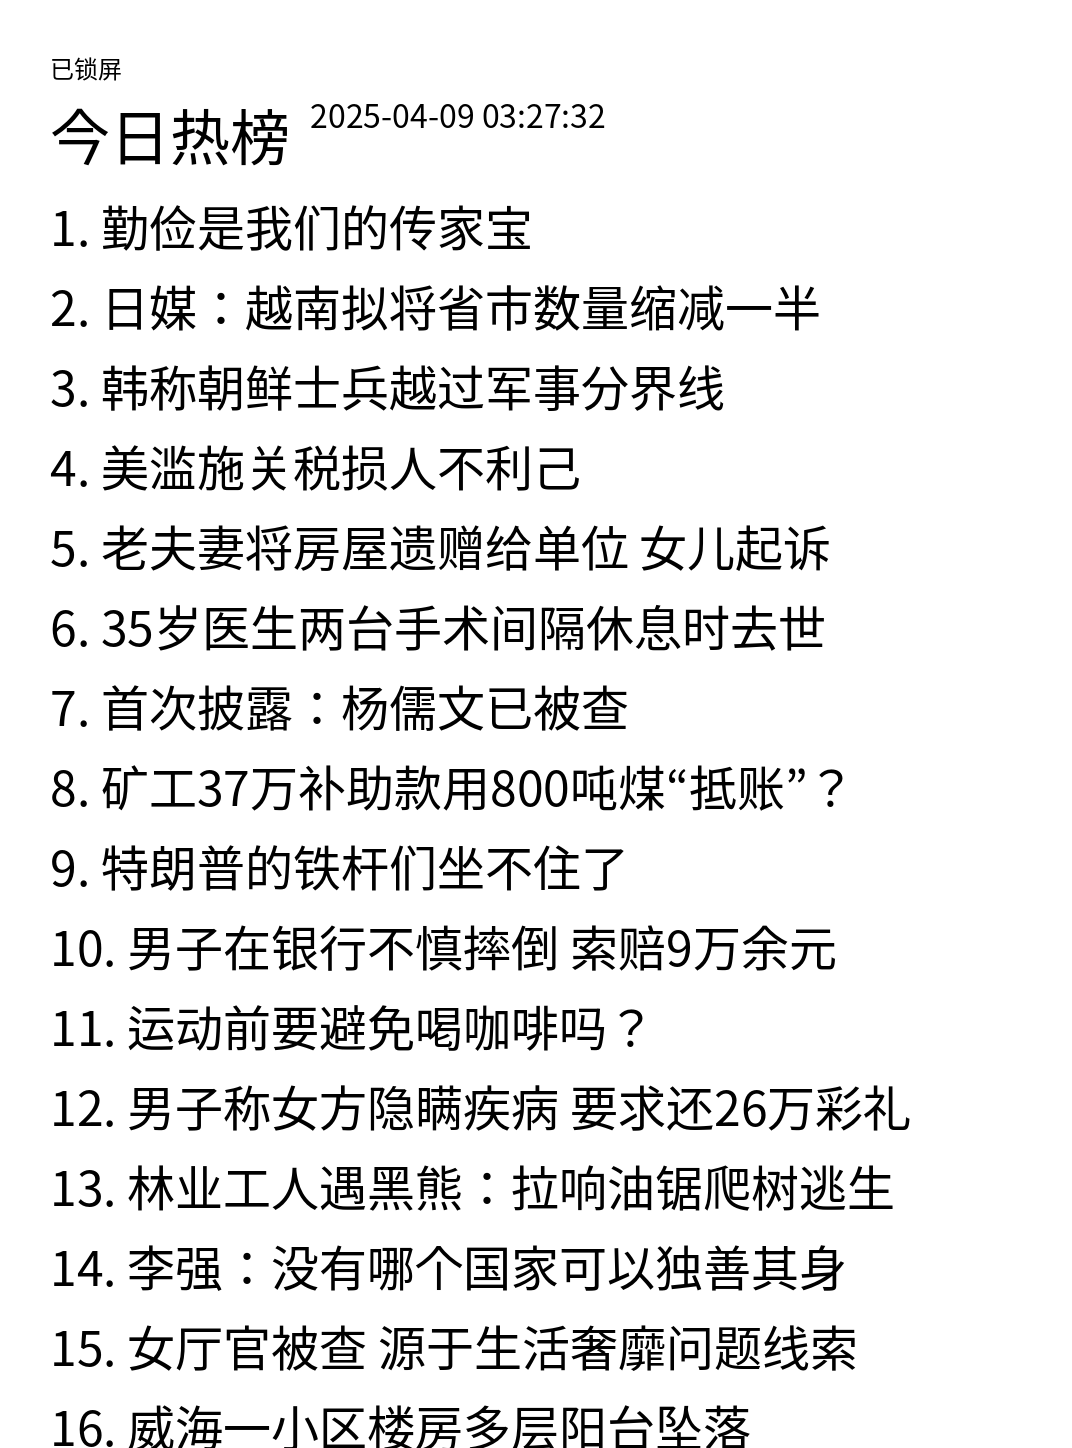 已锁屏
今日热榜 2025-04-09 03:27:32
1. 勤俭是我们的传家宝
2. 日媒：越南拟将省市数量缩减一半
3. 韩称朝鲜士兵越过军事分界线
4. 美滥施关税损人不利己
5. 老夫妻将房屋遗赠给单位 女儿起诉
6. 35岁医生两台手术间隔休息时去世
7. 首次披露：杨儒文已被查
8. 矿工37万补助款用800吨煤“抵账”？
9. 特朗普的铁杆们坐不住了
10. 男子在银行不慎摔倒 索赔9万余元
11. 运动前要避免喝咖啡吗？
12. 男子称女方隐瞒疾病 要求还26万彩礼
13. 林业工人遇黑熊：拉响油锯爬树逃生
14. 李强：没有哪个国家可以独善其身
15. 女厅官被查 源于生活奢靡问题线索
16. 威海一小区楼房多层阳台坠落